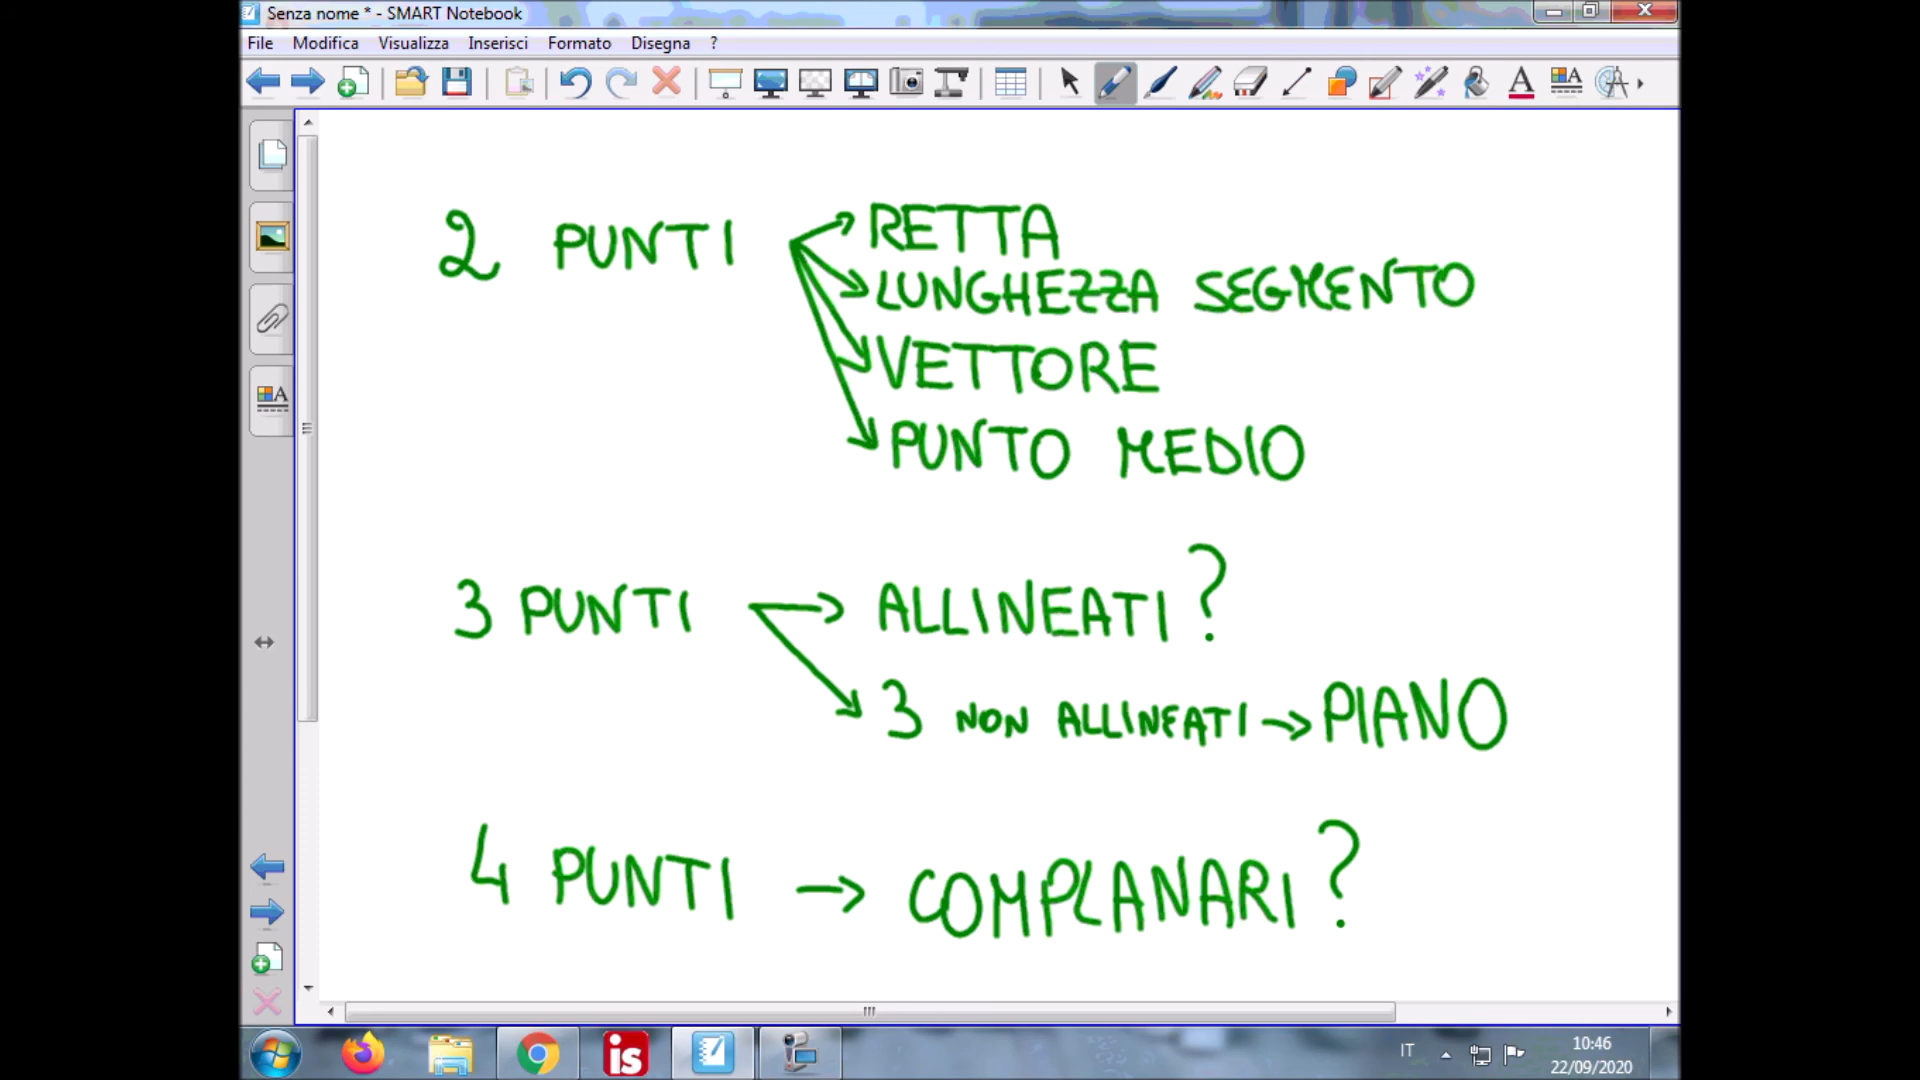 Senza nome * - SMART Notebook
File Modifica Visualizza Inserisci Formato Disegna ?
2 PUNTI RETTA
LUNGHEZZA SEGMENTO
VETTORE
PUNTO MEDIO
3 PUNTI ALLINEATI?
3 NON ALLINEATI → PIANO
4 PUNTI → COMPLANARI?
is
IT
10:46
22/09/2020